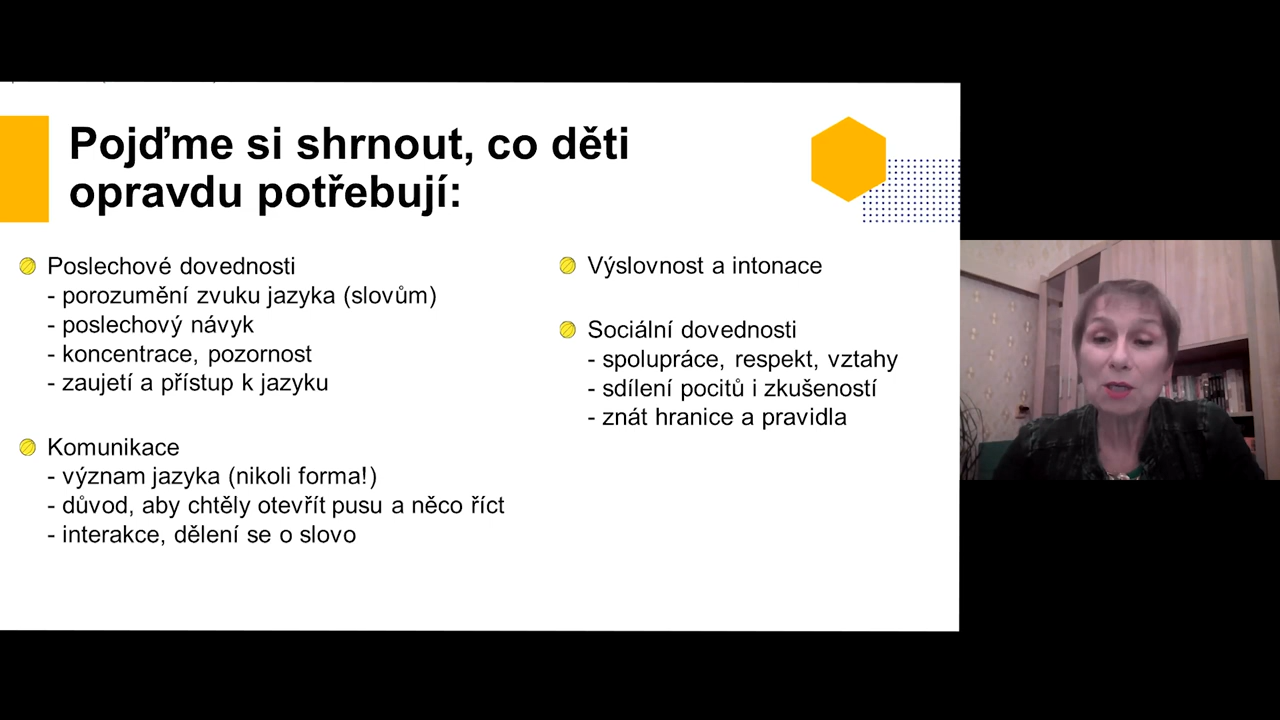 Pojďme si shrnout, co děti
opravdu potřebují:
Poslechové dovednosti
- porozumění zvuku jazyka (slovům)
- poslechový návyk
- koncentrace, pozornost
- zaujetí a přístup k jazyku
Komunikace
- význam jazyka (nikoli forma!)
- důvod, aby chtěly otevřít pusu a něco říct
- interakce, dělení se o slovo
Výslovnost a intonace
Sociální dovednosti
- spolupráce, respekt, vztahy
- sdílení pocitů i zkušeností
- znát hranice a pravidla